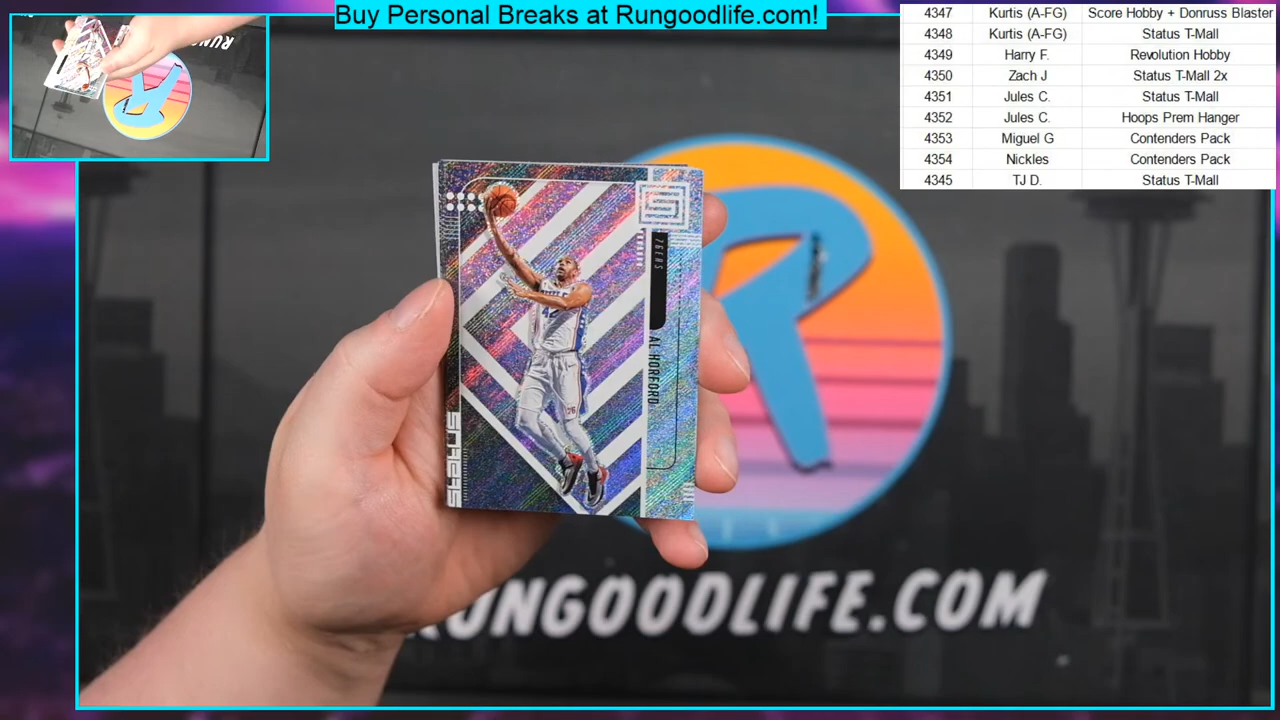 Buy Personal Breaks at Rungoodlife.com!
4347 Kurtis (A-FG) Score Hobby + Donruss Blaster
4348 Kurtis (A-FG) Status T-Mall
4349 Harry F. Revolution Hobby
4350 Zach J Status T-Mall 2x
4351 Jules C. Status T-Mall
4352 Jules C. Hoops Prem Hanger
4353 Miguel G Contenders Pack
4354 Nickles Contenders Pack
4345 TJ D. Status T-Mall
76ERS
AL HORFORD
42
STATUS
RUNGOODLIFE.COM